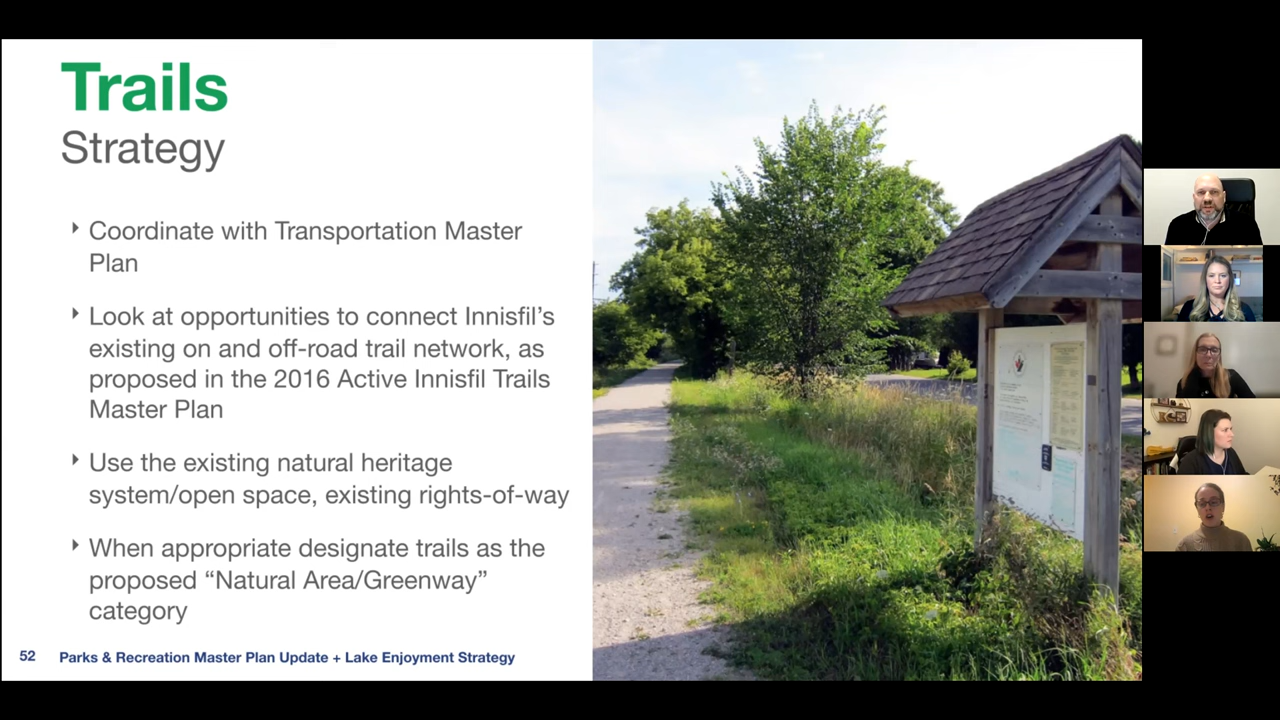 Trails
Strategy
Coordinate with Transportation Master
Plan
Look at opportunities to connect Innisfil’s
existing on and off-road trail network, as
proposed in the 2016 Active Innisfil Trails
Master Plan
Use the existing natural heritage
system/open space, existing rights-of-way
When appropriate designate trails as the
proposed “Natural Area/Greenway”
category
52 Parks & Recreation Master Plan Update + Lake Enjoyment Strategy